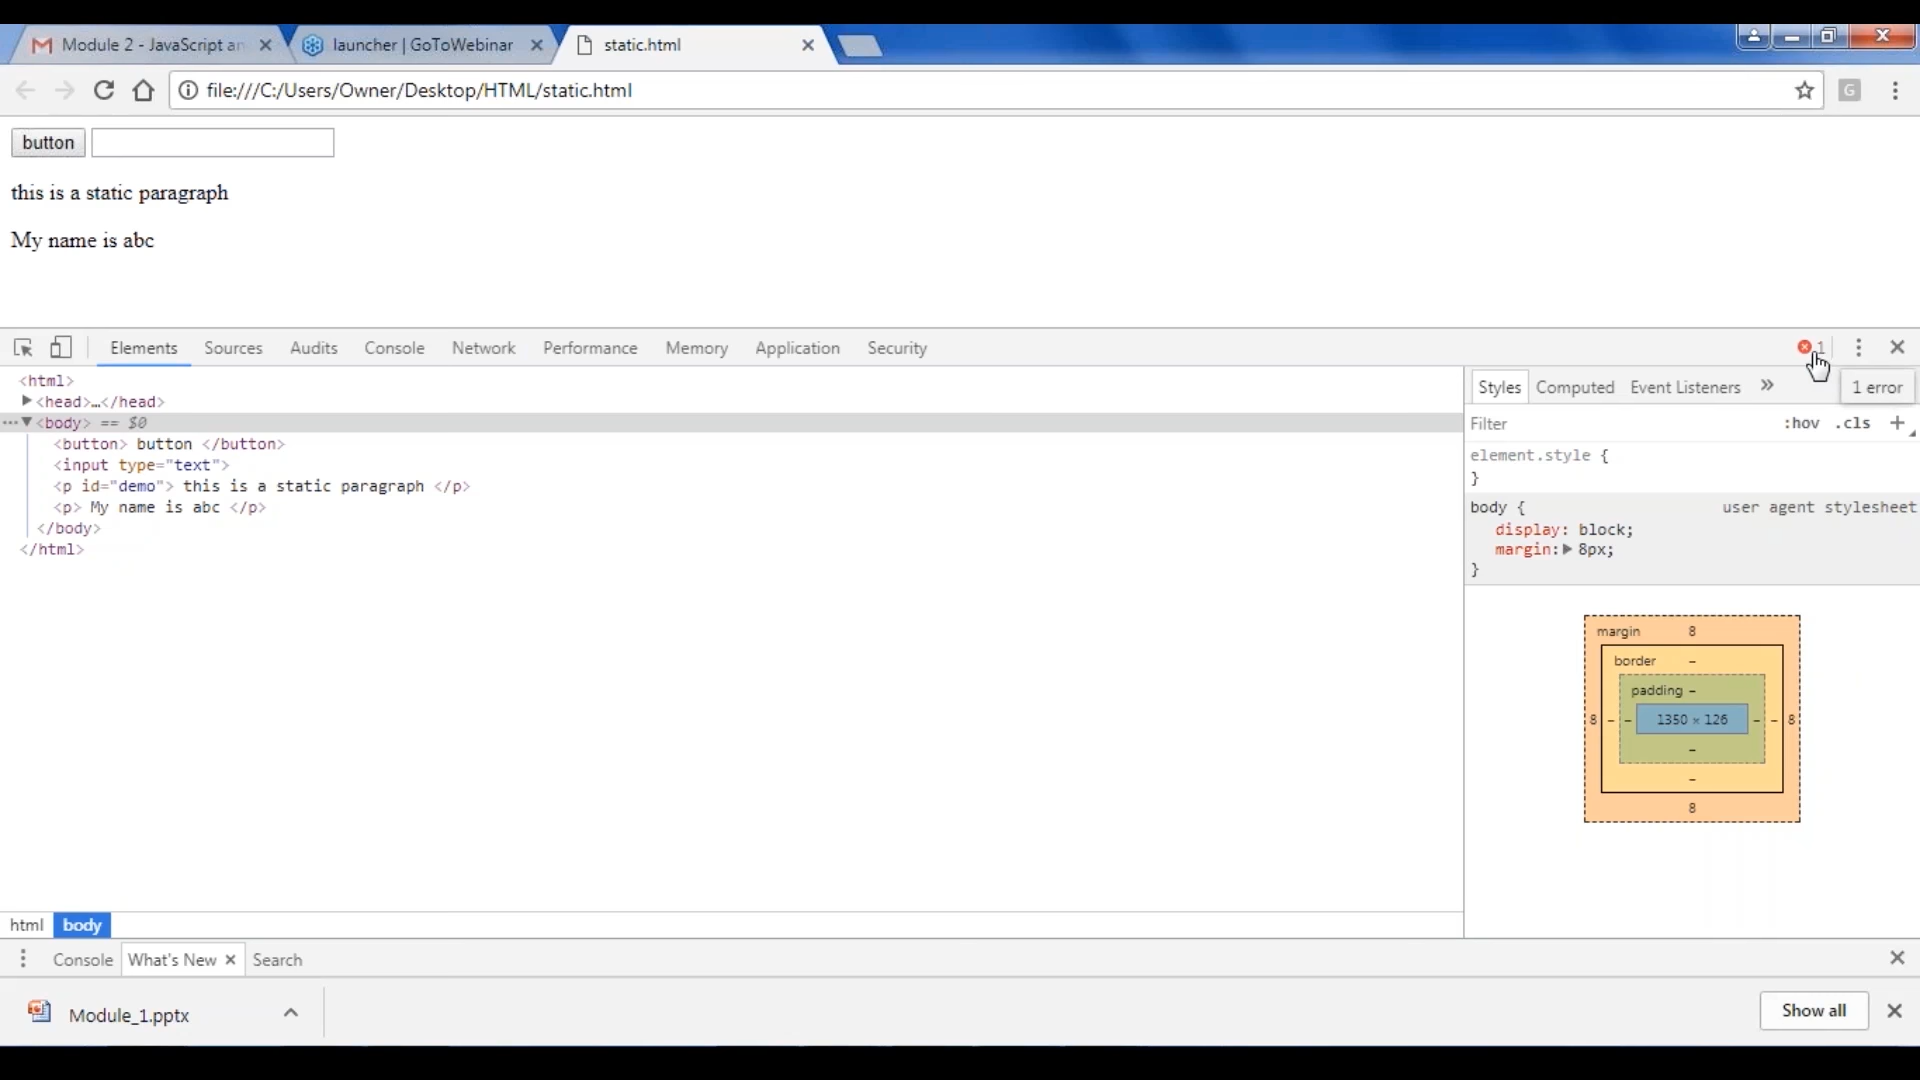 Module 2 - JavaScript an
launcher | GoToWebinar
static.html
file:///C:/Users/Owner/Desktop/HTML/static.html
G
button
this is a static paragraph
My name is abc
Elements Sources Audits Console Network Performance Memory Application Security
1
1 error
<html>
<head>…</head>
<body> == $0
<button> button </button>
<input type="text">
<p id="demo"> this is a static paragraph </p>
<p> My name is abc </p>
</body>
</html>
Styles Computed Event Listeners »
Filter :hov .cls +
element.style {
}
body { user agent stylesheet
display: block;
margin: 8px;
}
margin 8
border –
padding –
8 – – 1350 × 126 – – 8
–
–
8
html body
Console What's New Search
Module_1.pptx
Show all